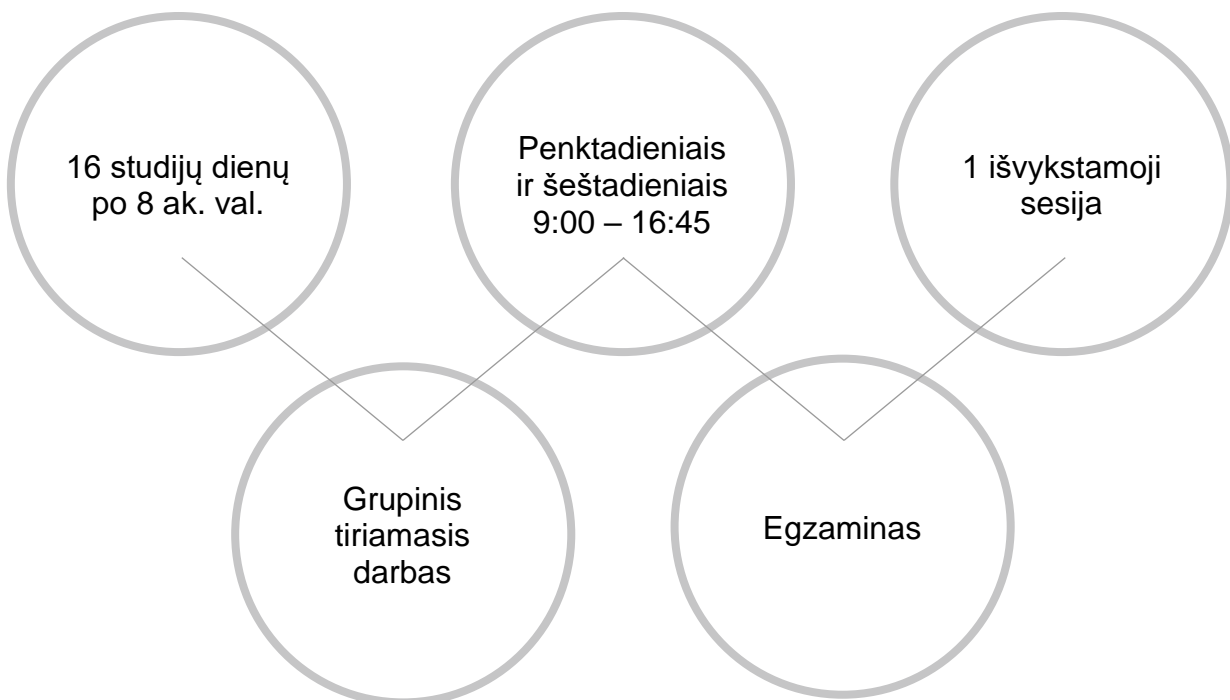 16 studijų dienų
po 8 ak. val.
Penktadieniais
ir šeštadieniais
9:00 – 16:45
1 išvykstamoji
sesija
Grupinis
tiriamasis
darbas
Egzaminas